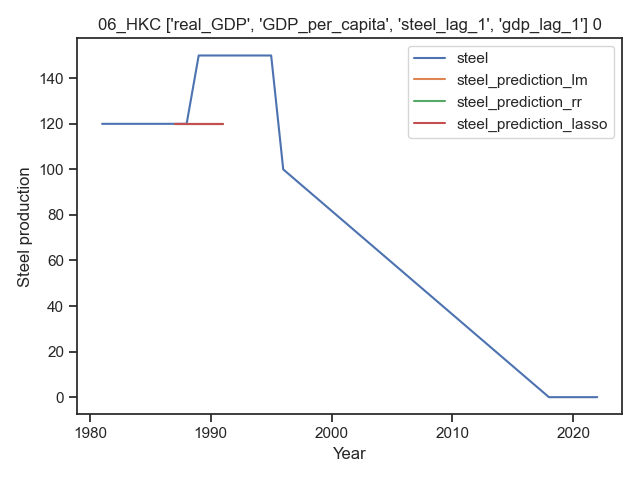 06_HKC ['real_GDP', 'GDP_per_capita', 'steel_lag_1', 'gdp_lag_1'] 0
steel
steel_prediction_lm
steel_prediction_rr
steel_prediction_lasso
Steel production
140
120
100
80
60
40
20
0
1980
1990
2000
2010
2020
Year